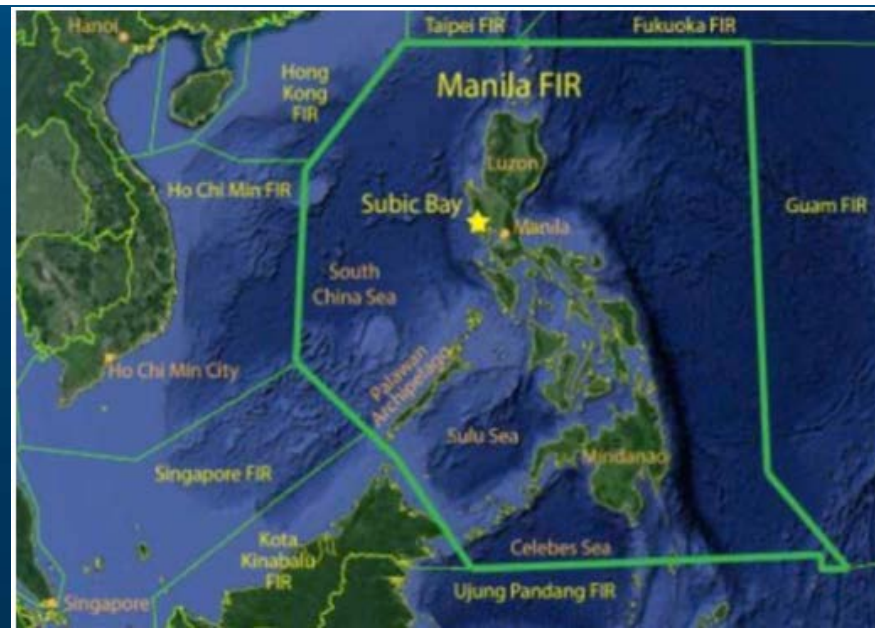 Hanoi
Taipei FIR
Fukuoka FIR
Hong
Kong
FIR
Manila FIR
Luzon
Ho Chi Min FIR
Subic Bay
Manila
Guam FIR
South
China Sea
Ho Chi Min City
Palawan
Archipelago
Sulu Sea
Mindanao
Singapore FIR
Kota
Kinabalu
FIR
Celebes Sea
Ujung Pandang FIR
Singapore